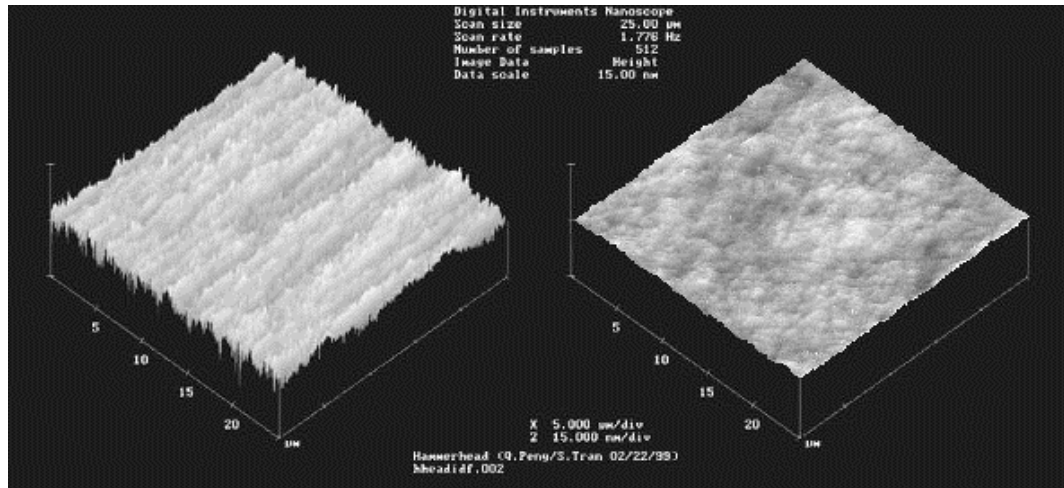 Digital Instruments Nanoscope
Scan size 25.00 µm
Scan rate 1.776 Hz
Number of samples 512
Image Data Height
Data scale 15.00 nm
5
10
15
20
µm
5
10
15
20
µm
X 5.000 µm/div
Z 15.000 nm/div
Hammerhead (Q.Peng/S.Tran 02/22/99)
hheadidf.002